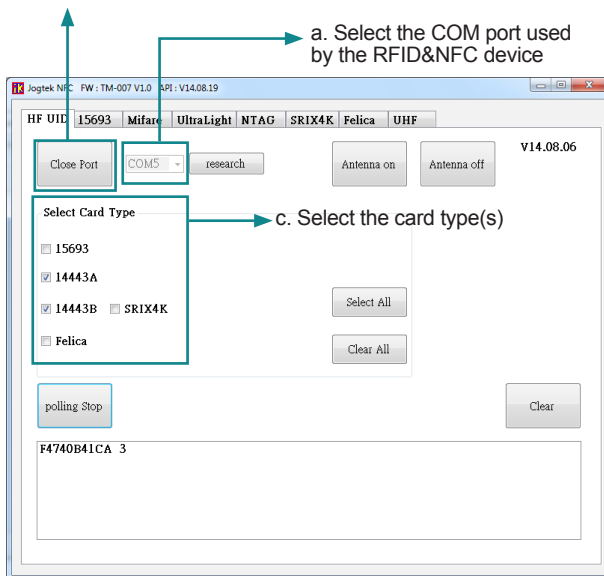 a. Select the COM port used
by the RFID&NFC device
Jogtek NFC FW : TM-007 V1.0 API : V14.08.19
HF UID 15693 Mifare UltraLight NTAG SRIX4K Felica UHF
V14.08.06
Close Port COM5 research Antenna on Antenna off
Select Card Type
c. Select the card type(s)
15693
14443A
14443B SRIX4K
Select All
Felica
Clear All
polling Stop Clear
F4740B41CA 3